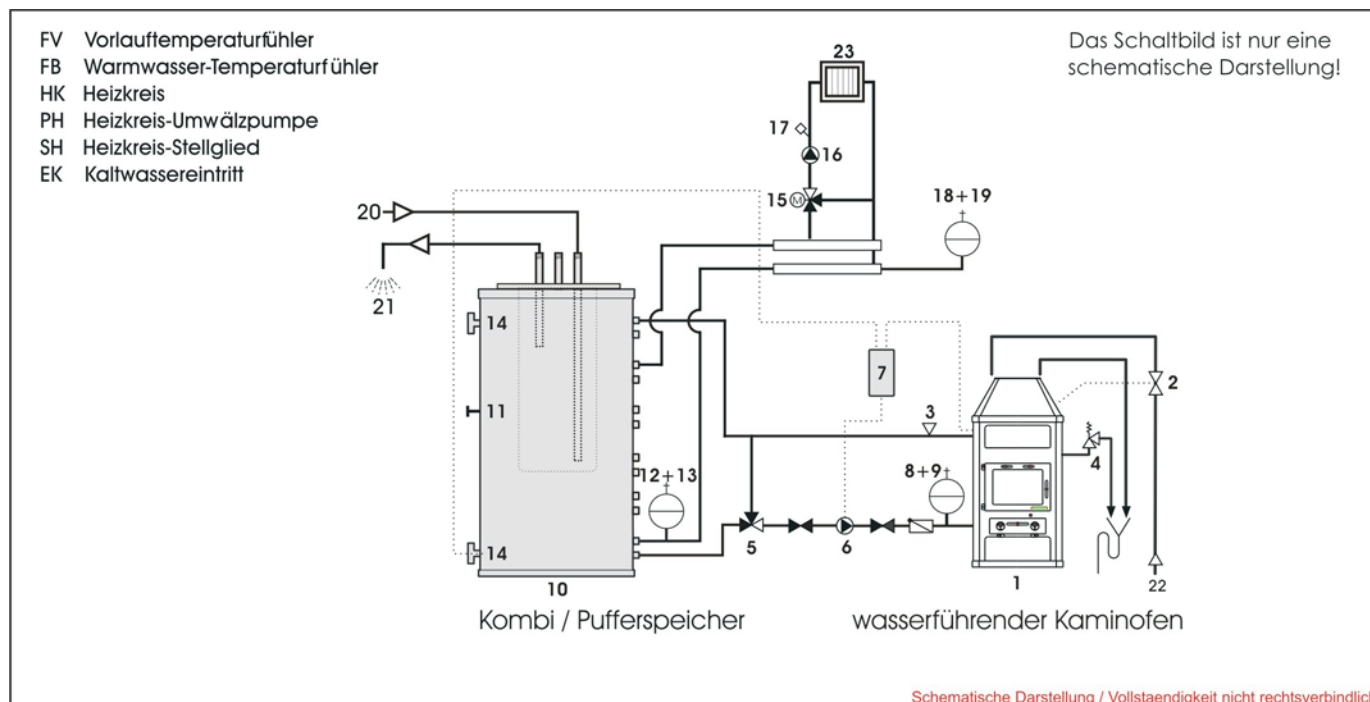 FV Vorlauftemperaturfühler
FB Warmwasser-Temperaturfühler
HK Heizkreis
PH Heizkreis-Umwälzpumpe
SH Heizkreis-Stellglied
EK Kaltwassereintritt
Das Schaltbild ist nur eine
schematische Darstellung!
23
17
16
15 M
18+19
20
21
14
7
2
11
3
4
12+13
8+9
14
5
6
10
1
22
Kombi / Pufferspeicher
wasserführender Kaminofen
Schematische Darstellung / Vollstaendigkeit nicht rechtsverbindlich